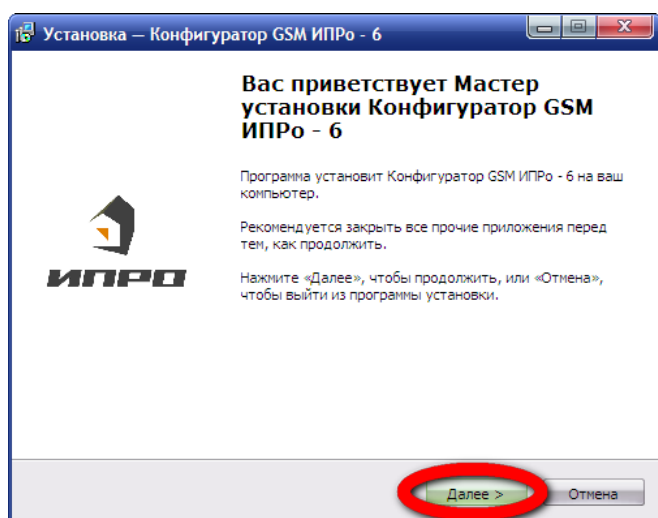 Установка — Конфигуратор GSM ИПРо - 6
Вас приветствует Мастер
установки Конфигуратор GSM
ИПРо - 6
Программа установит Конфигуратор GSM ИПРо - 6 на ваш
компьютер.
Рекомендуется закрыть все прочие приложения перед
тем, как продолжить.
Нажмите «Далее», чтобы продолжить, или «Отмена»,
чтобы выйти из программы установки.
ИПРО
Далее >
Отмена